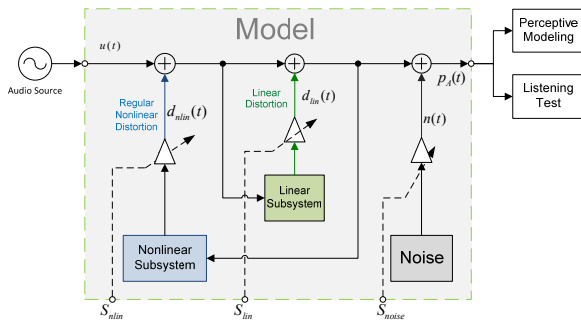 Model
Perceptive
Modeling
u(t)
p_A(t)
Audio Source
Regular
Nonlinear
Distortion
d_nlin(t)
Linear
Distortion
d_lin(t)
n(t)
Listening
Test
Linear
Subsystem
Nonlinear
Subsystem
Noise
S_nlin
S_lin
S_noise